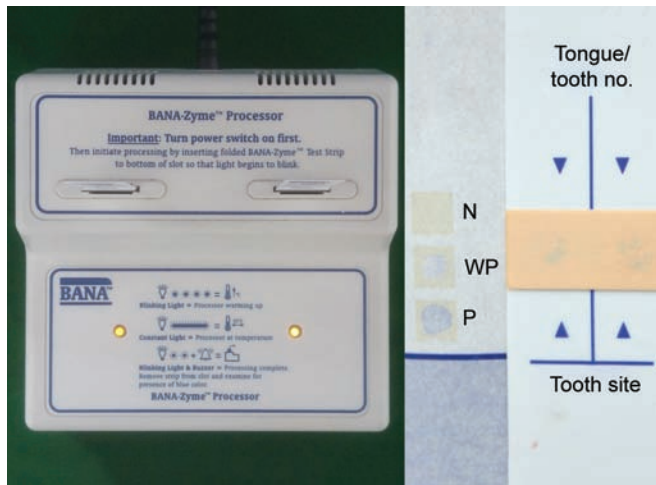 BANA-Zyme™ Processor
Important: Turn power switch on first.
Then initiate processing by inserting folded BANA-Zyme™ Test Strip
to bottom of slot so that light begins to blink.
BANA™
Blinking Light = Processor warming up
Constant Light = Processor at temperature
Blinking Light & Buzzer = Processing complete.
Remove strip from slot and examine for
presence of blue color.
BANA-Zyme™ Processor
N
WP
P
Tongue/
tooth no.
Tooth site